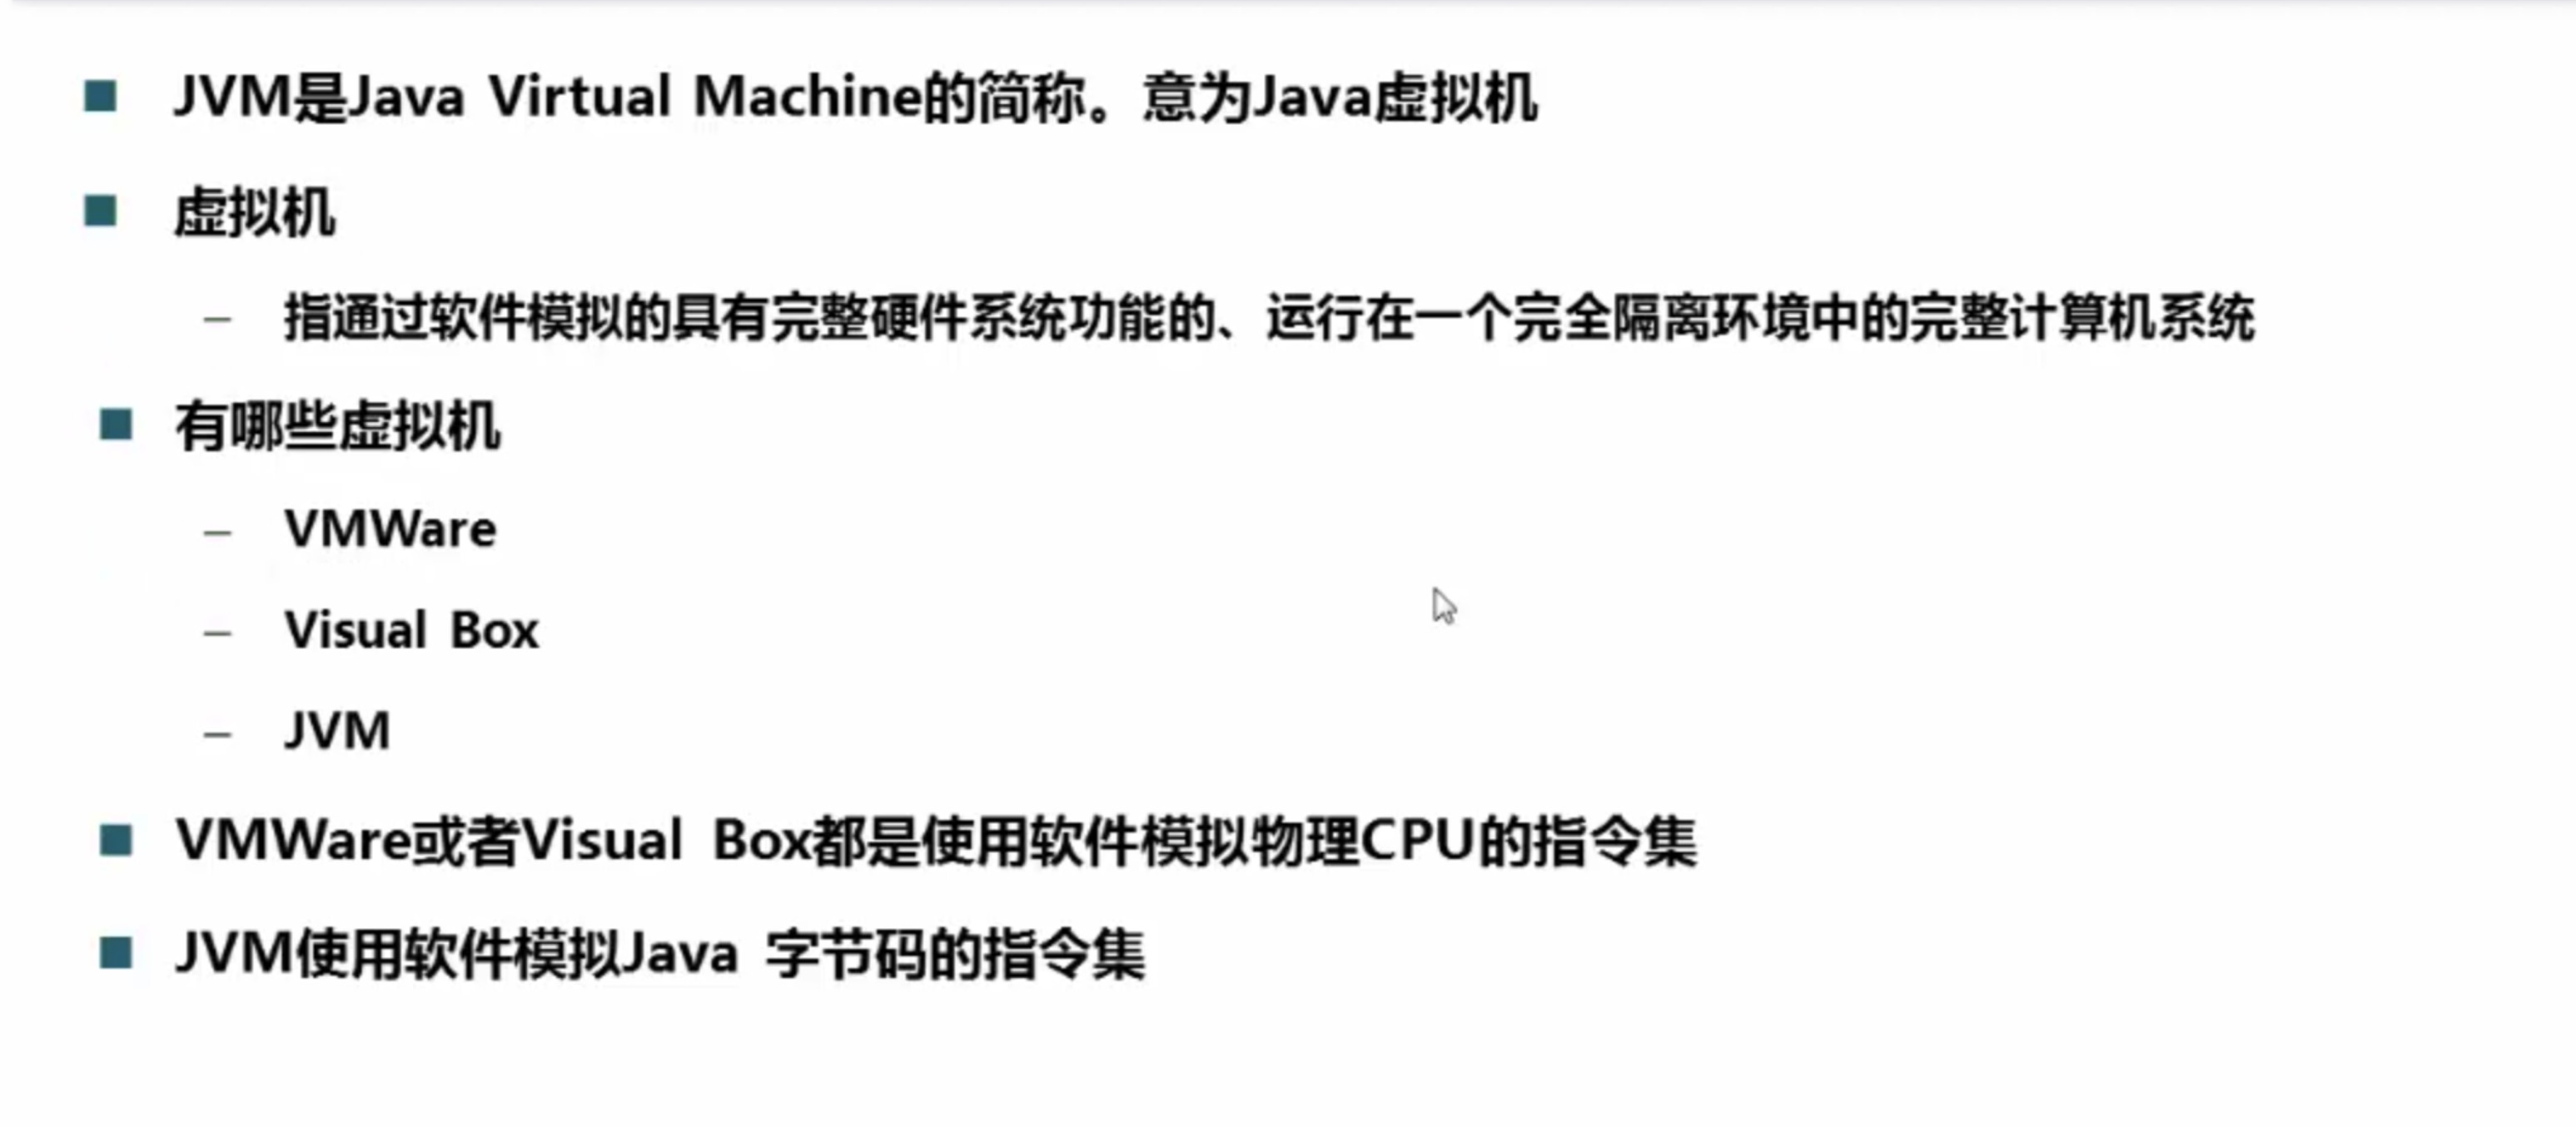 JVM是Java Virtual Machine的简称。意为Java虚拟机
虚拟机
– 指通过软件模拟的具有完整硬件系统功能的、运行在一个完全隔离环境中的完整计算机系统
有哪些虚拟机
– VMWare
– Visual Box
– JVM
VMWare或者Visual Box都是使用软件模拟物理CPU的指令集
JVM使用软件模拟Java 字节码的指令集